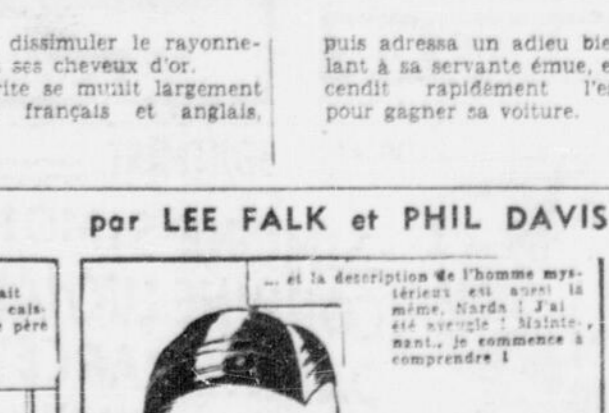 dissimuler le rayonne-
ses cheveux d'or.
rite se munit largement
français et anglais,
puis adressa un adieu bie
lant à sa servante émue, e
cendit rapidement l'es
pour gagner sa voiture.
par LEE FALK et PHIL DAVIS
ait
cais-
père
... et la description de l'homme mys-
térieux est aussi la
même, Narda ! J'ai
été aveugle ! Mainte-
nant.. je commence à
comprendre !